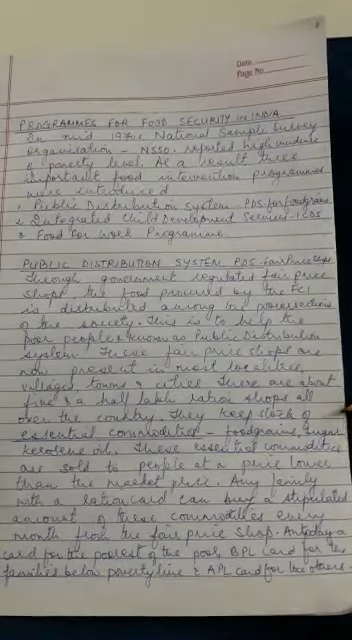 Date
Page No.
PROGRAMMES FOR FOOD SECURITY IN INDIA
In mid 1970s National Sample Survey
Organisation - NSSO reported high incidence
of poverty level. As a result three
important food intervention programmes
were introduced
1. Public Distribution System - PDS for foodgrains
2. Integrated Child Development Services - ICDS
3. Food for Work Programme
PUBLIC DISTRIBUTION SYSTEM PDS - Fair Price Shops
Through government regulated fair price
shops, the food procured by the FCI
is distributed among the poor sections
of the society. This is to help the
poor people & known as Public Distribution
System. These fair price shops are
now present in most localities,
villages, towns & cities. There are about
five & a half lakh ration shops all
over the country. They keep stock of
essential commodities - foodgrains, sugar
kerosene oil. These essential commodities
are sold to people at a price lower
than the market price. Any family
with a ration card can buy a stipulated
amount of these commodities every
month from the fair price shop. Antodaya
card for the poorest of the poor, BPL card for the
families below poverty line & APL card for the others -